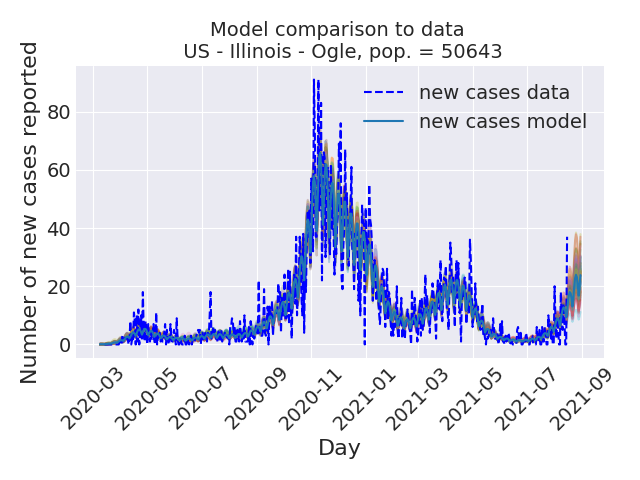 Model comparison to data
US - Illinois - Ogle, pop. = 50643
Number of new cases reported
80
60
40
20
0
new cases data
new cases model
2020-03
2020-05
2020-07
2020-09
2020-11
2021-01
2021-03
2021-05
2021-07
2021-09
Day